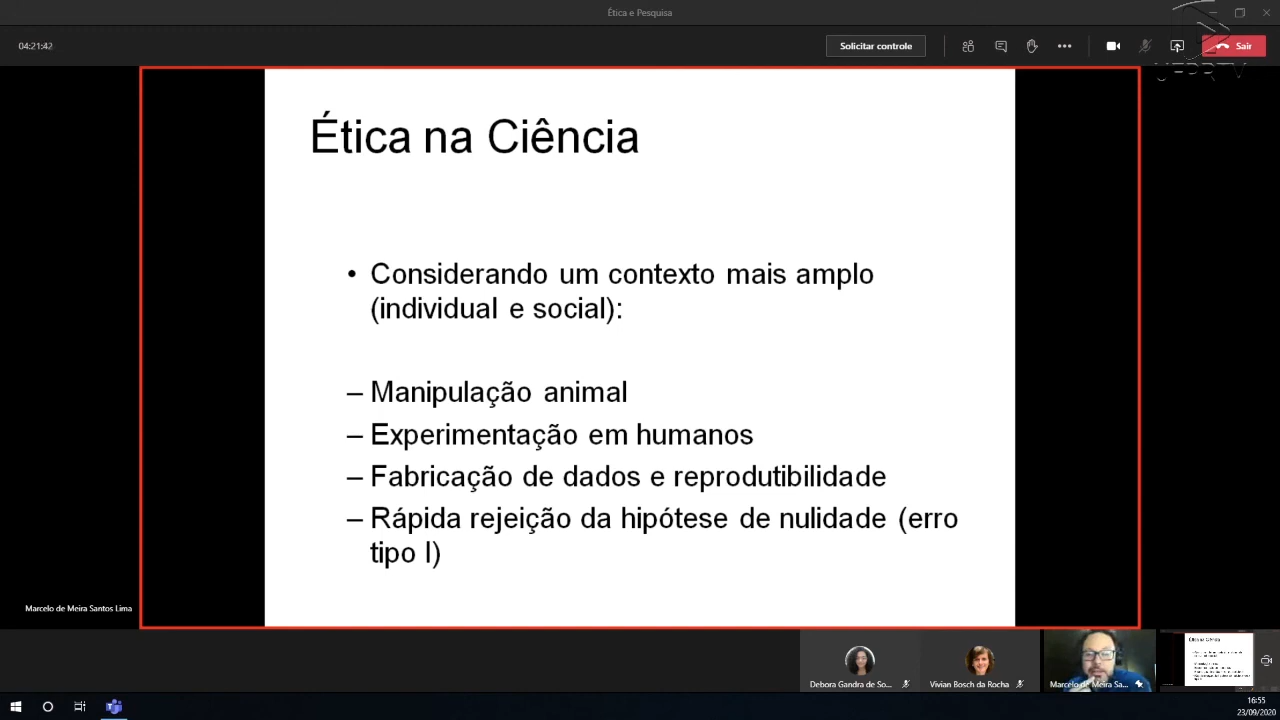 Ética e Pesquisa
04:21:42
Solicitar controle
Sair
Ética na Ciência
• Considerando um contexto mais amplo
(individual e social):
– Manipulação animal
– Experimentação em humanos
– Fabricação de dados e reprodutibilidade
– Rápida rejeição da hipótese de nulidade (erro
tipo I)
Marcelo de Meira Santos Lima
Debora Gandra de So...
Vivian Bosch da Rocha
Marcelo de Meira Sa...
Ética na Ciência
16:55
23/09/2020